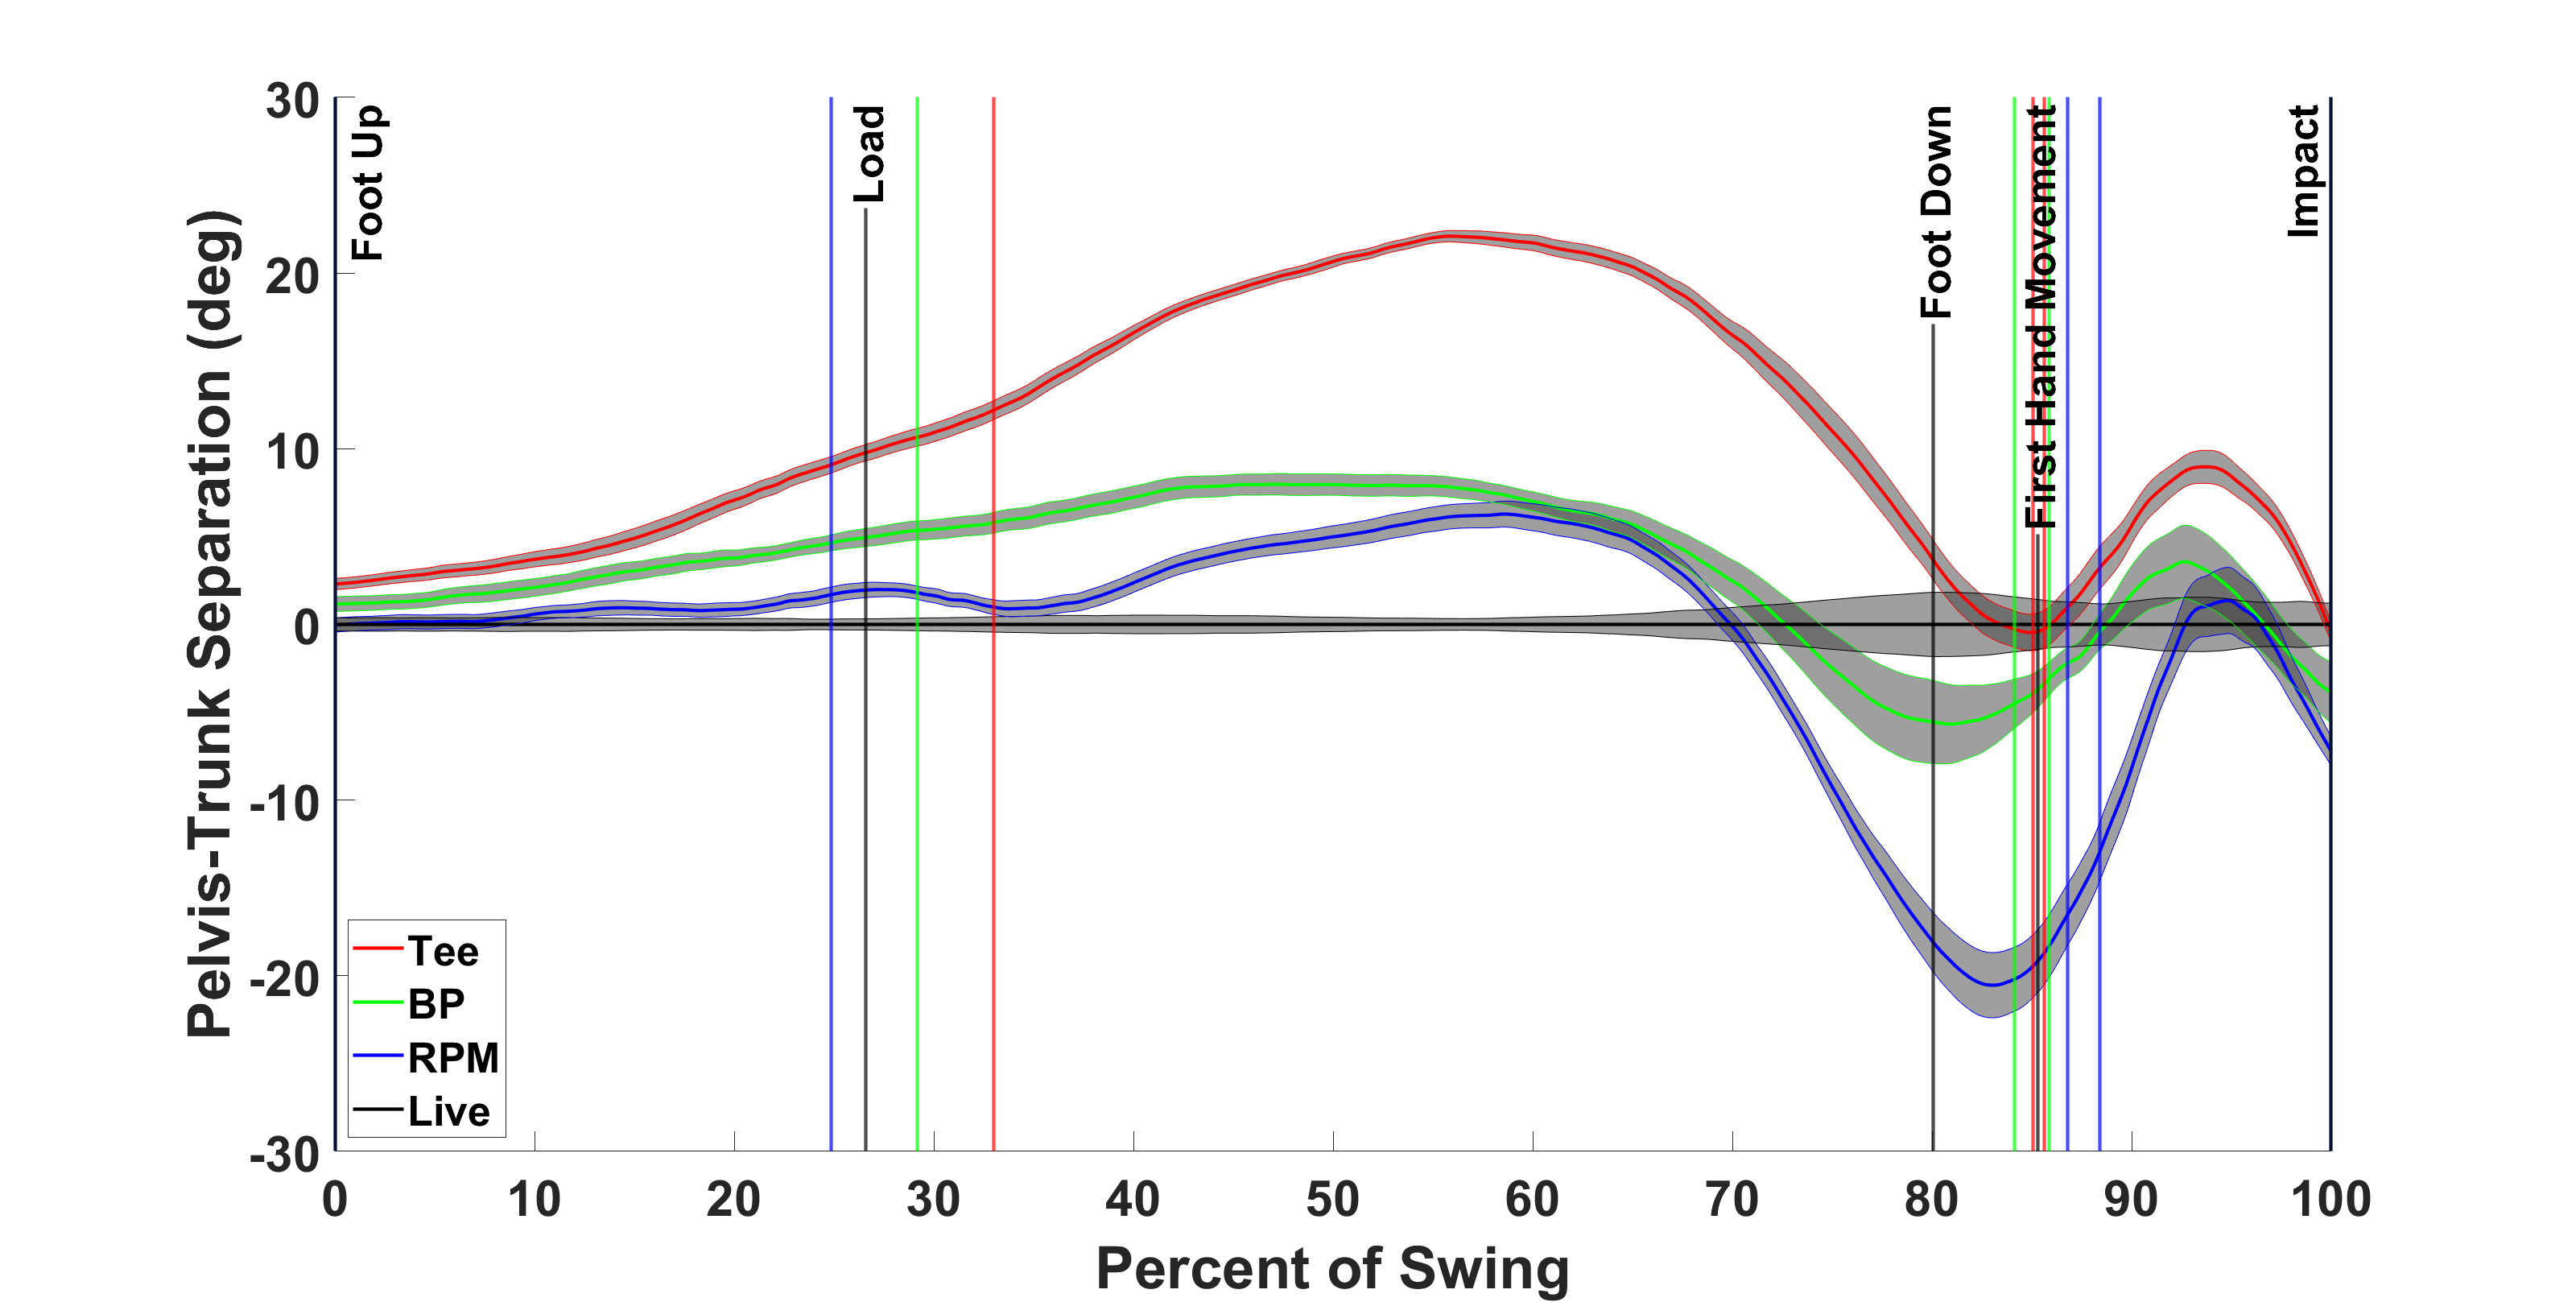 Pelvis-Trunk Separation (deg)
30
20
10
0
-10
-20
-30
Foot Up
Load
Foot Down
First Hand Movement
Impact
Tee
BP
RPM
Live
0 10 20 30 40 50 60 70 80 90 100
Percent of Swing